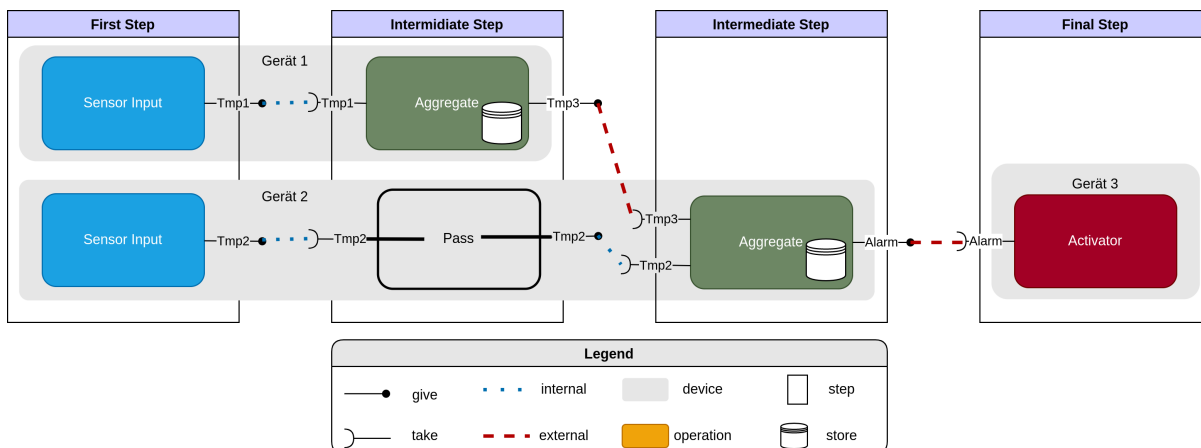 First Step
Intermidiate Step
Intermediate Step
Final Step
Gerät 1
Sensor Input
Tmp1
Tmp1
Aggregate
Tmp3
Gerät 2
Sensor Input
Tmp2
Tmp2
Pass
Tmp2
Tmp3
Tmp2
Aggregate
Alarm
Gerät 3
Alarm
Activator
Legend
give
internal
device
step
take
external
operation
store